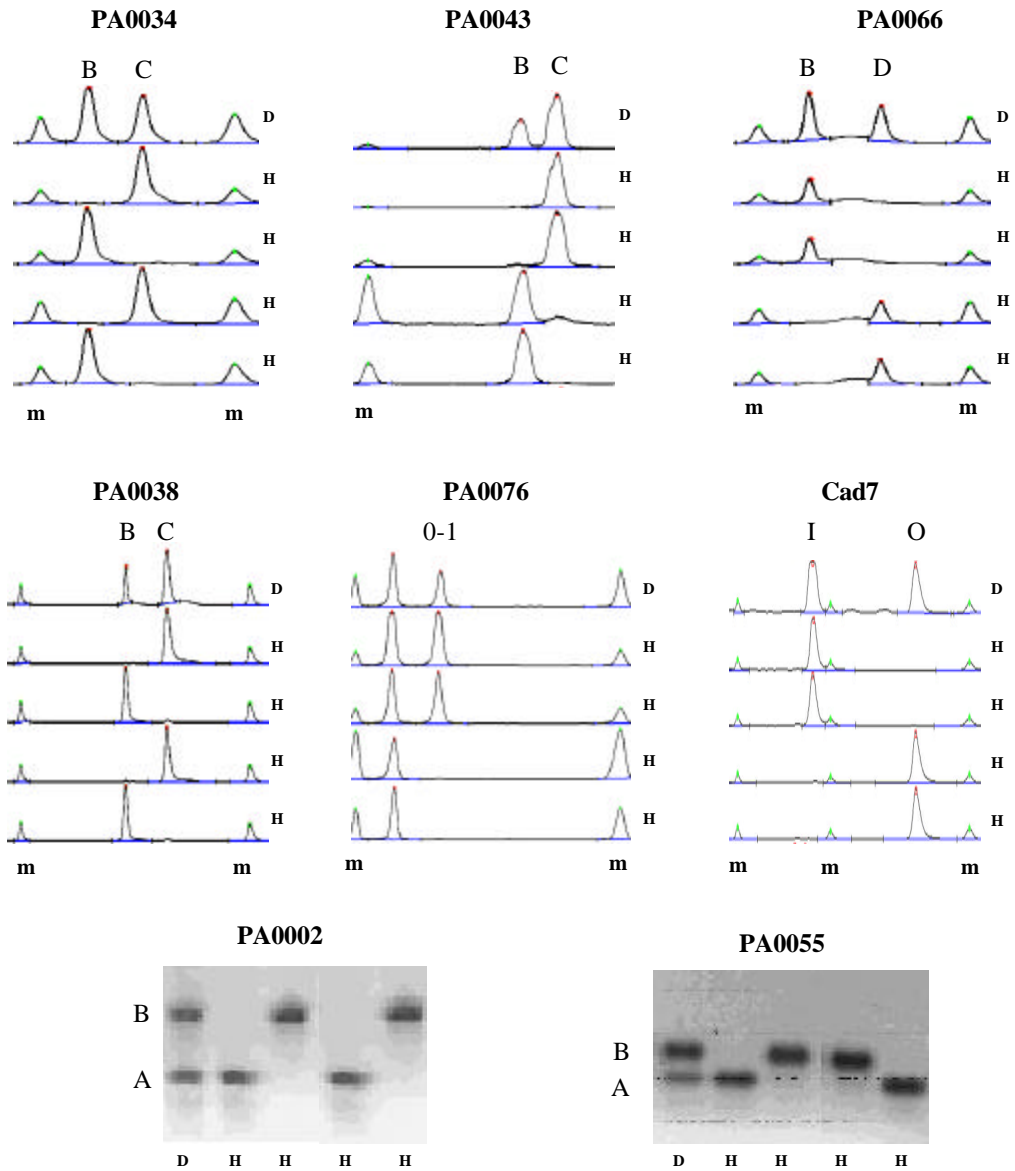 PA0034 PA0043 PA0066
B C B C B D
D D D
H H H
H H H
H H H
H H H
m m m m m
PA0038 PA0076 Cad7
B C 0-1 I O
D D D
H H H
H H H
H H H
H H H
m m m m m m m
PA0002 PA0055
B B
A A
D H H H H D H H H H